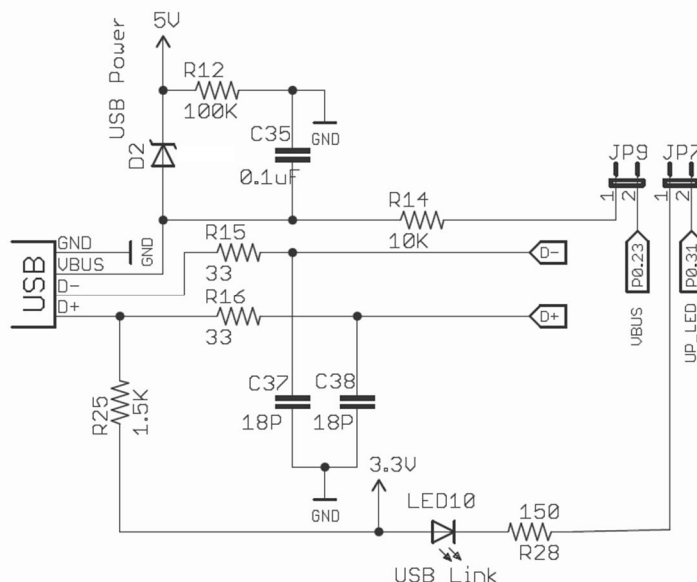 5V
USB Power
R12
100K
GND
C35
0.1uF
D2
JP9
JP7
1
2
1
2
R14
10K
USB
GND
GND
VBUS
D-
D+
R15
33
D-
R16
33
D+
P0.23
P0.31
VBUS
UP_LED
R25
1.5K
C37
18P
C38
18P
GND
3.3V
LED10
150
R28
USB Link